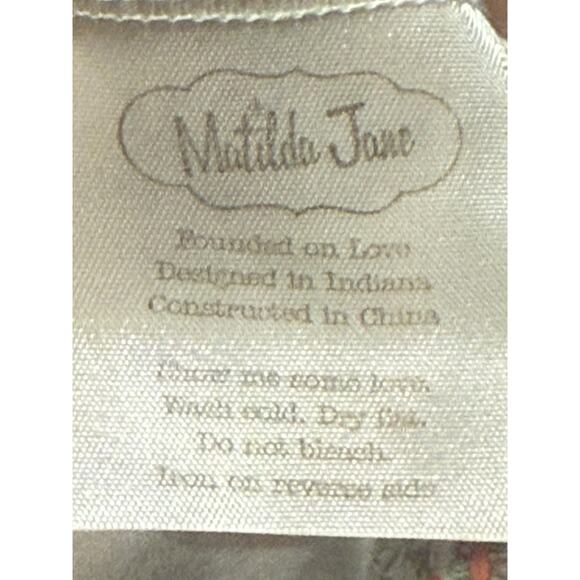 Matilda Jane
Founded on Love
Designed in Indiana
Constructed in China
Show me some love.
Wash cold. Dry flat.
Do not bleach.
Iron on reverse side